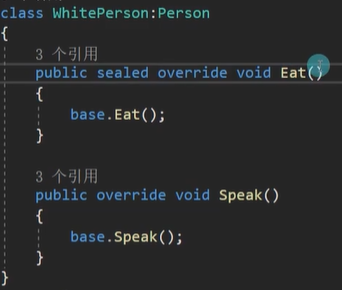 class WhitePerson:Person
{
3 个引用
public sealed override void Eat()
{
base.Eat();
}
3 个引用
public override void Speak()
{
base.Speak();
}
}